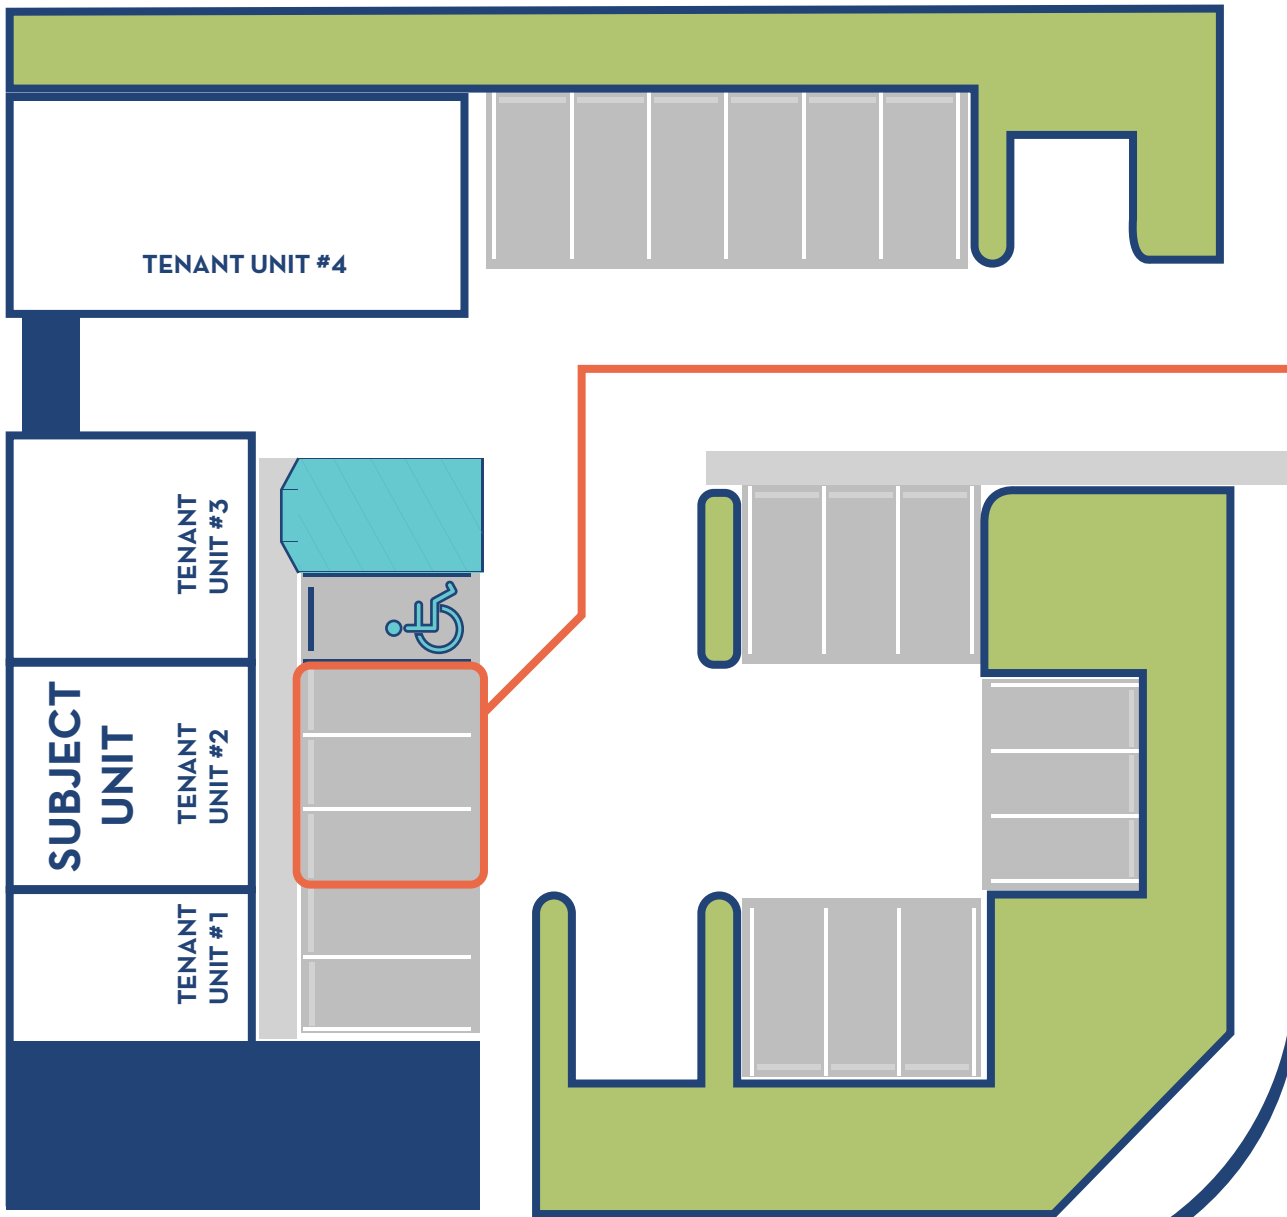 TENANT UNIT #4
TENANT
UNIT #3
SUBJECT
UNIT
TENANT
UNIT #2
TENANT
UNIT #1